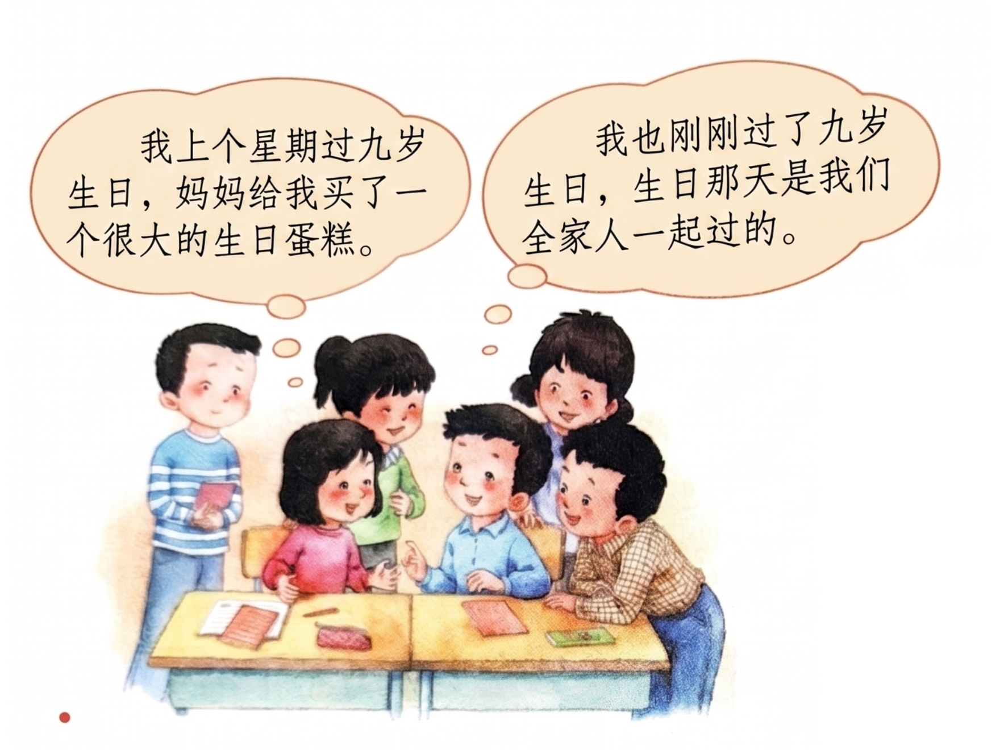 我上个星期过九岁
生日，妈妈给我买了一
个很大的生日蛋糕。
我也刚刚过了九岁
生日，生日那天是我们
全家人一起过的。